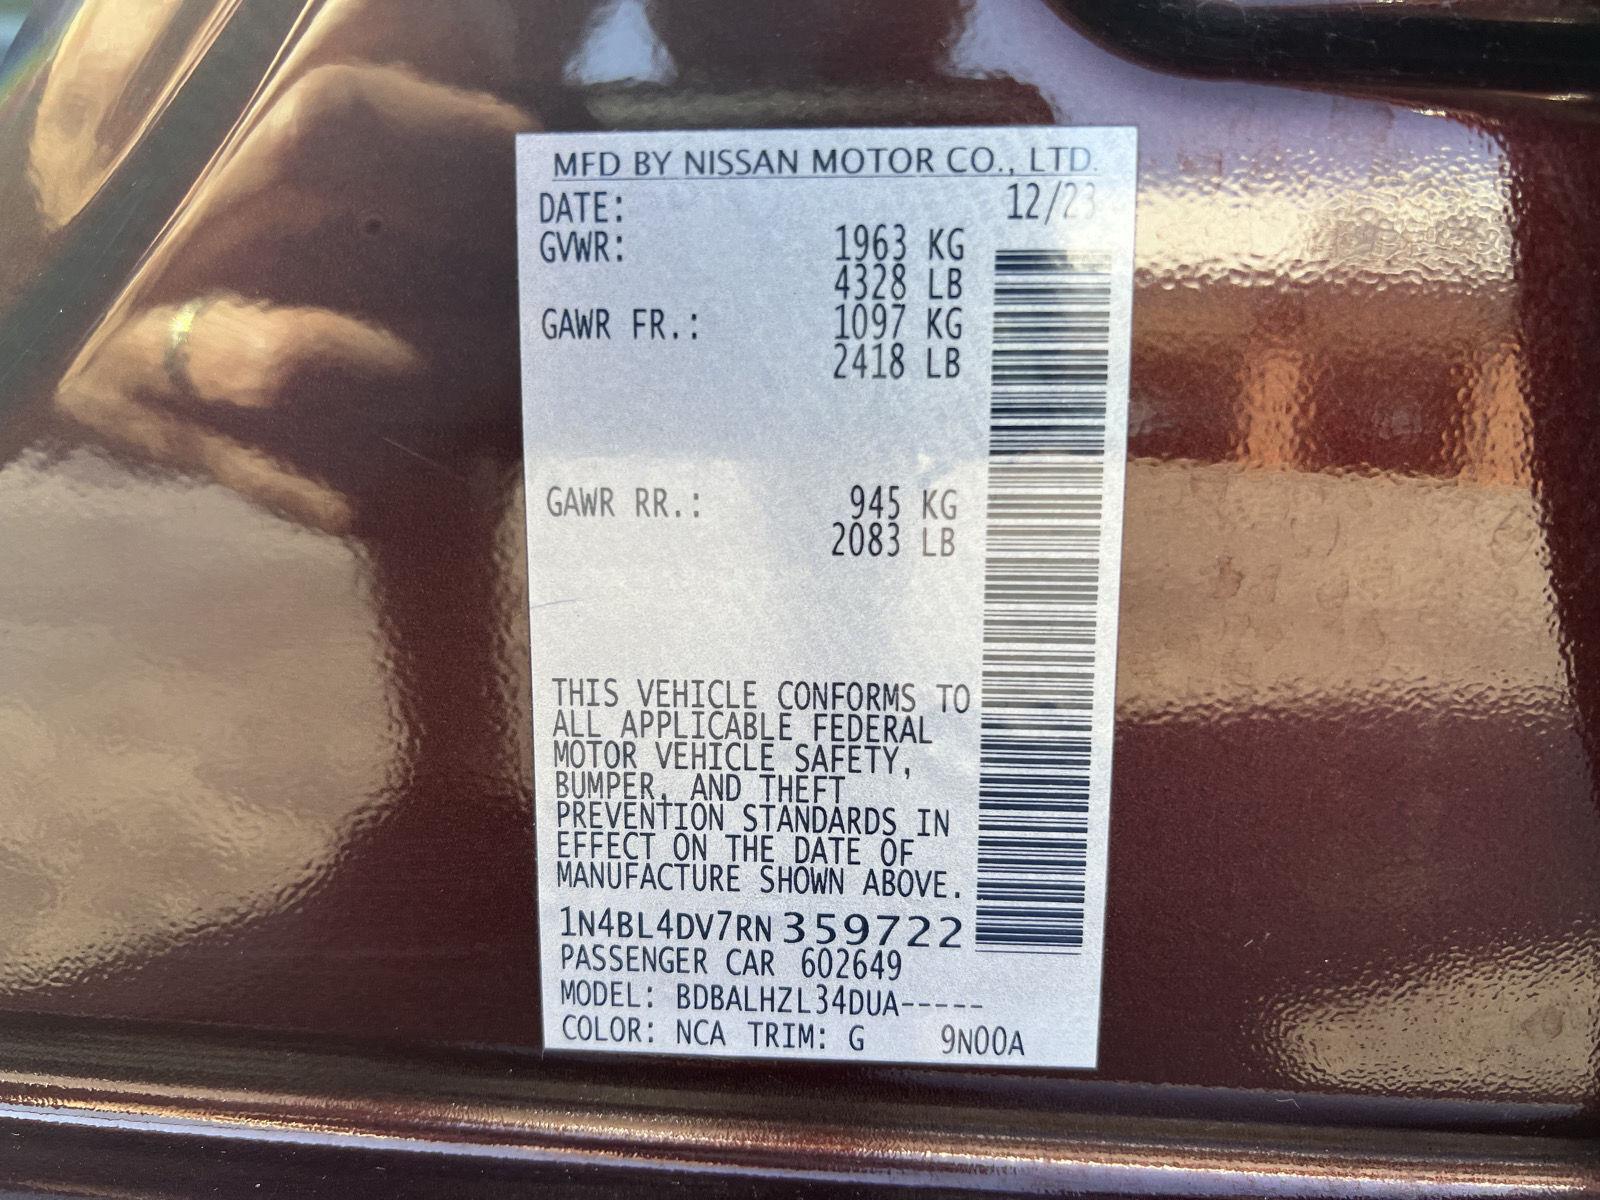 MFD BY NISSAN MOTOR CO., LTD.
DATE: 12/23
GVWR: 1963 KG
4328 LB
GAWR FR.: 1097 KG
2418 LB
GAWR RR.: 945 KG
2083 LB
THIS VEHICLE CONFORMS TO
ALL APPLICABLE FEDERAL
MOTOR VEHICLE SAFETY,
BUMPER, AND THEFT
PREVENTION STANDARDS IN
EFFECT ON THE DATE OF
MANUFACTURE SHOWN ABOVE.
1N4BL4DV7RN359722
PASSENGER CAR 602649
MODEL: BDBALHZL34DUA-----
COLOR: NCA TRIM: G 9N00A